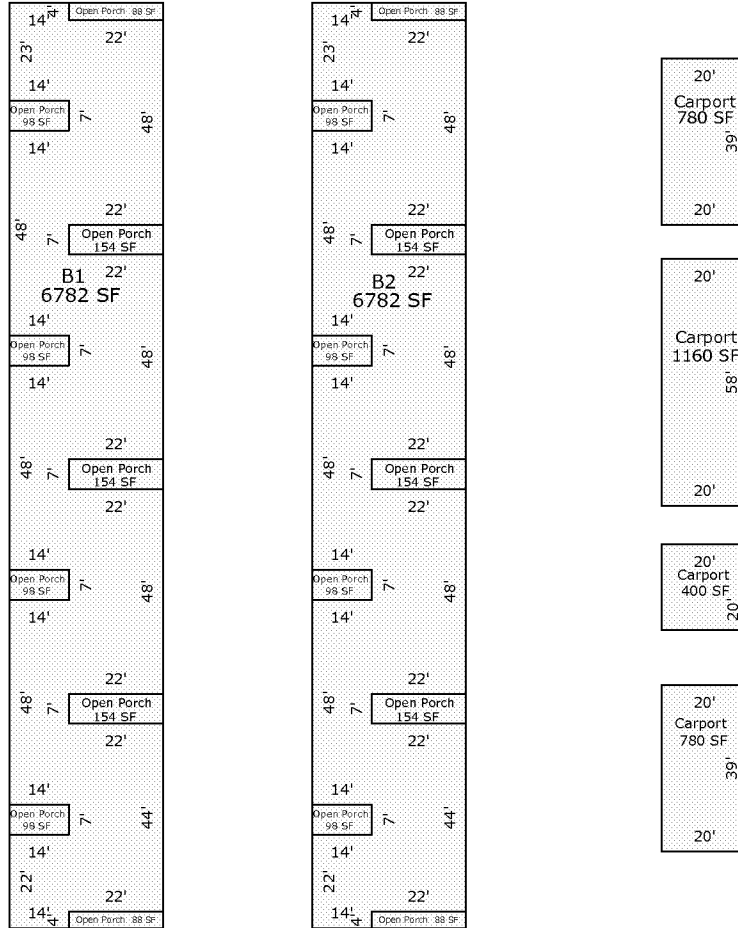 14'
4'
Open Porch 88 SF
22'
23'
14'
Open Porch
98 SF
7'
48'
14'
22'
48'
7'
Open Porch
154 SF
22'
B1
6782 SF
14'
Open Porch
98 SF
7'
48'
14'
22'
48'
7'
Open Porch
154 SF
22'
14'
Open Porch
98 SF
7'
48'
14'
22'
48'
7'
Open Porch
154 SF
22'
14'
Open Porch
98 SF
7'
44'
14'
22'
22'
14'
4'
Open Porch 88 SF
14'
4'
Open Porch 88 SF
22'
23'
14'
Open Porch
98 SF
7'
48'
14'
22'
48'
7'
Open Porch
154 SF
22'
B2
6782 SF
14'
Open Porch
98 SF
7'
48'
14'
22'
48'
7'
Open Porch
154 SF
22'
14'
Open Porch
98 SF
7'
48'
14'
22'
48'
7'
Open Porch
154 SF
22'
14'
Open Porch
98 SF
7'
44'
14'
22'
22'
14'
4'
Open Porch 88 SF
20'
Carport
780 SF
39'
20'
20'
Carport
1160 SF
58'
20'
20'
Carport
400 SF
20'
20'
Carport
780 SF
39'
20'